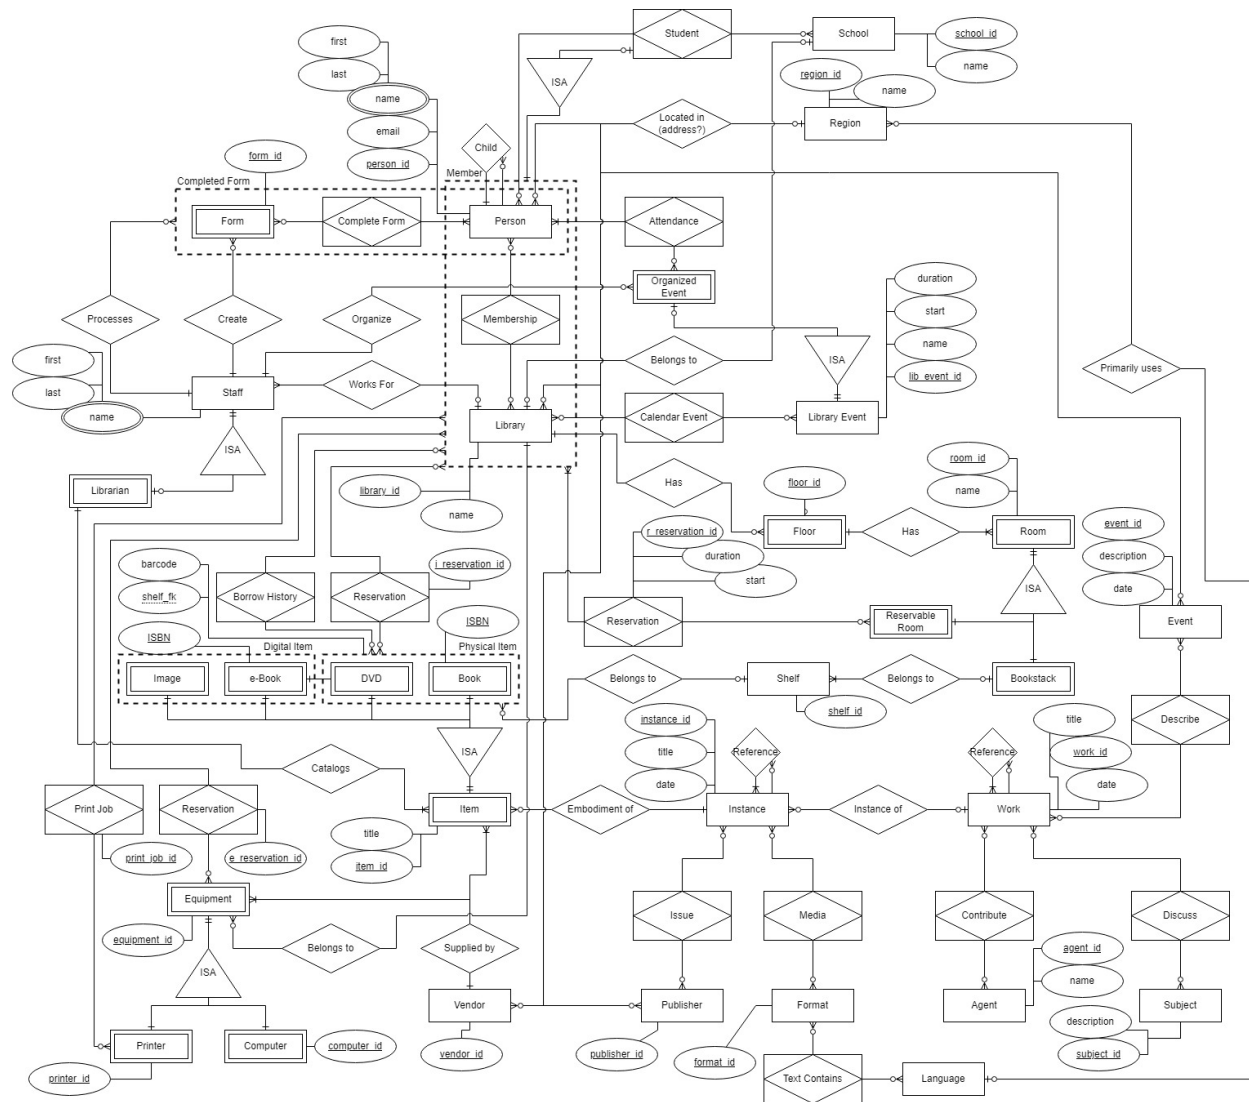 first
Student
School
school_id
last
ISA
name
region_id
name
name
Located in
(address?)
Region
email
Child
form_id
person_id
Member
Completed Form
Form
Complete Form
Person
Attendance
duration
Organized
Event
start
Processes
Create
Organize
Membership
name
first
Belongs to
ISA
Primarily uses
last
Staff
Works For
lib_event_id
name
Library
Calendar Event
Library Event
ISA
room_id
Has
Librarian
library_id
floor_id
name
name
r_reservation_id
Floor
Has
Room
event_id
duration
description
barcode
i_reservation_id
start
date
shelf_fk
Borrow History
Reservation
ISA
ISBN
ISBN
Reservation
Reservable
Room
Event
Digital Item
Physical Item
Image
e-Book
DVD
Book
Belongs to
Shelf
Belongs to
Bookstack
shelf_id
instance_id
title
Describe
ISA
title
Reference
Reference
work_id
Catalogs
date
date
Print Job
Reservation
Item
Embodiment of
Instance
Instance of
Work
title
print_job_id
e_reservation_id
item_id
Equipment
Issue
Media
Contribute
Discuss
equipment_id
Belongs to
Supplied by
agent_id
ISA
name
Vendor
Publisher
Format
Agent
Subject
description
Printer
Computer
computer_id
vendor_id
publisher_id
format_id
subject_id
printer_id
Text Contains
Language